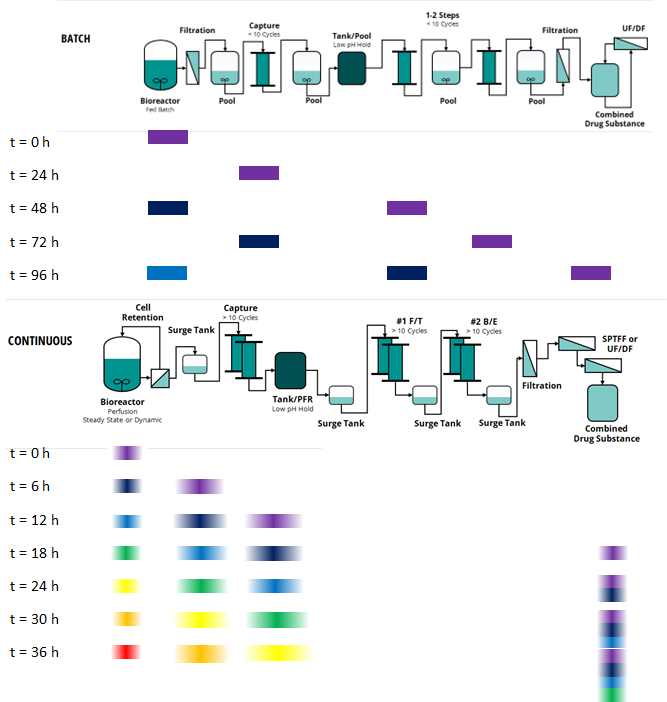 BATCH
Filtration
Capture
< 10 Cycles
Tank/Pool
Low pH Hold
1-2 Steps
< 10 Cycles
Filtration
UF/DF
Bioreactor
Fed Batch
Pool
Pool
Pool
Pool
Combined
Drug Substance
t = 0 h
t = 24 h
t = 48 h
t = 72 h
t = 96 h
CONTINUOUS
Cell
Retention
Surge Tank
Capture
> 10 Cycles
#1 F/T
> 10 Cycles
#2 B/E
> 10 Cycles
SPTFF or
UF/DF
Filtration
Bioreactor
Perfusion
Steady State or Dynamic
Tank/PFR
Low pH Hold
Surge Tank
Surge Tank
Surge Tank
Combined
Drug Substance
t = 0 h
t = 6 h
t = 12 h
t = 18 h
t = 24 h
t = 30 h
t = 36 h